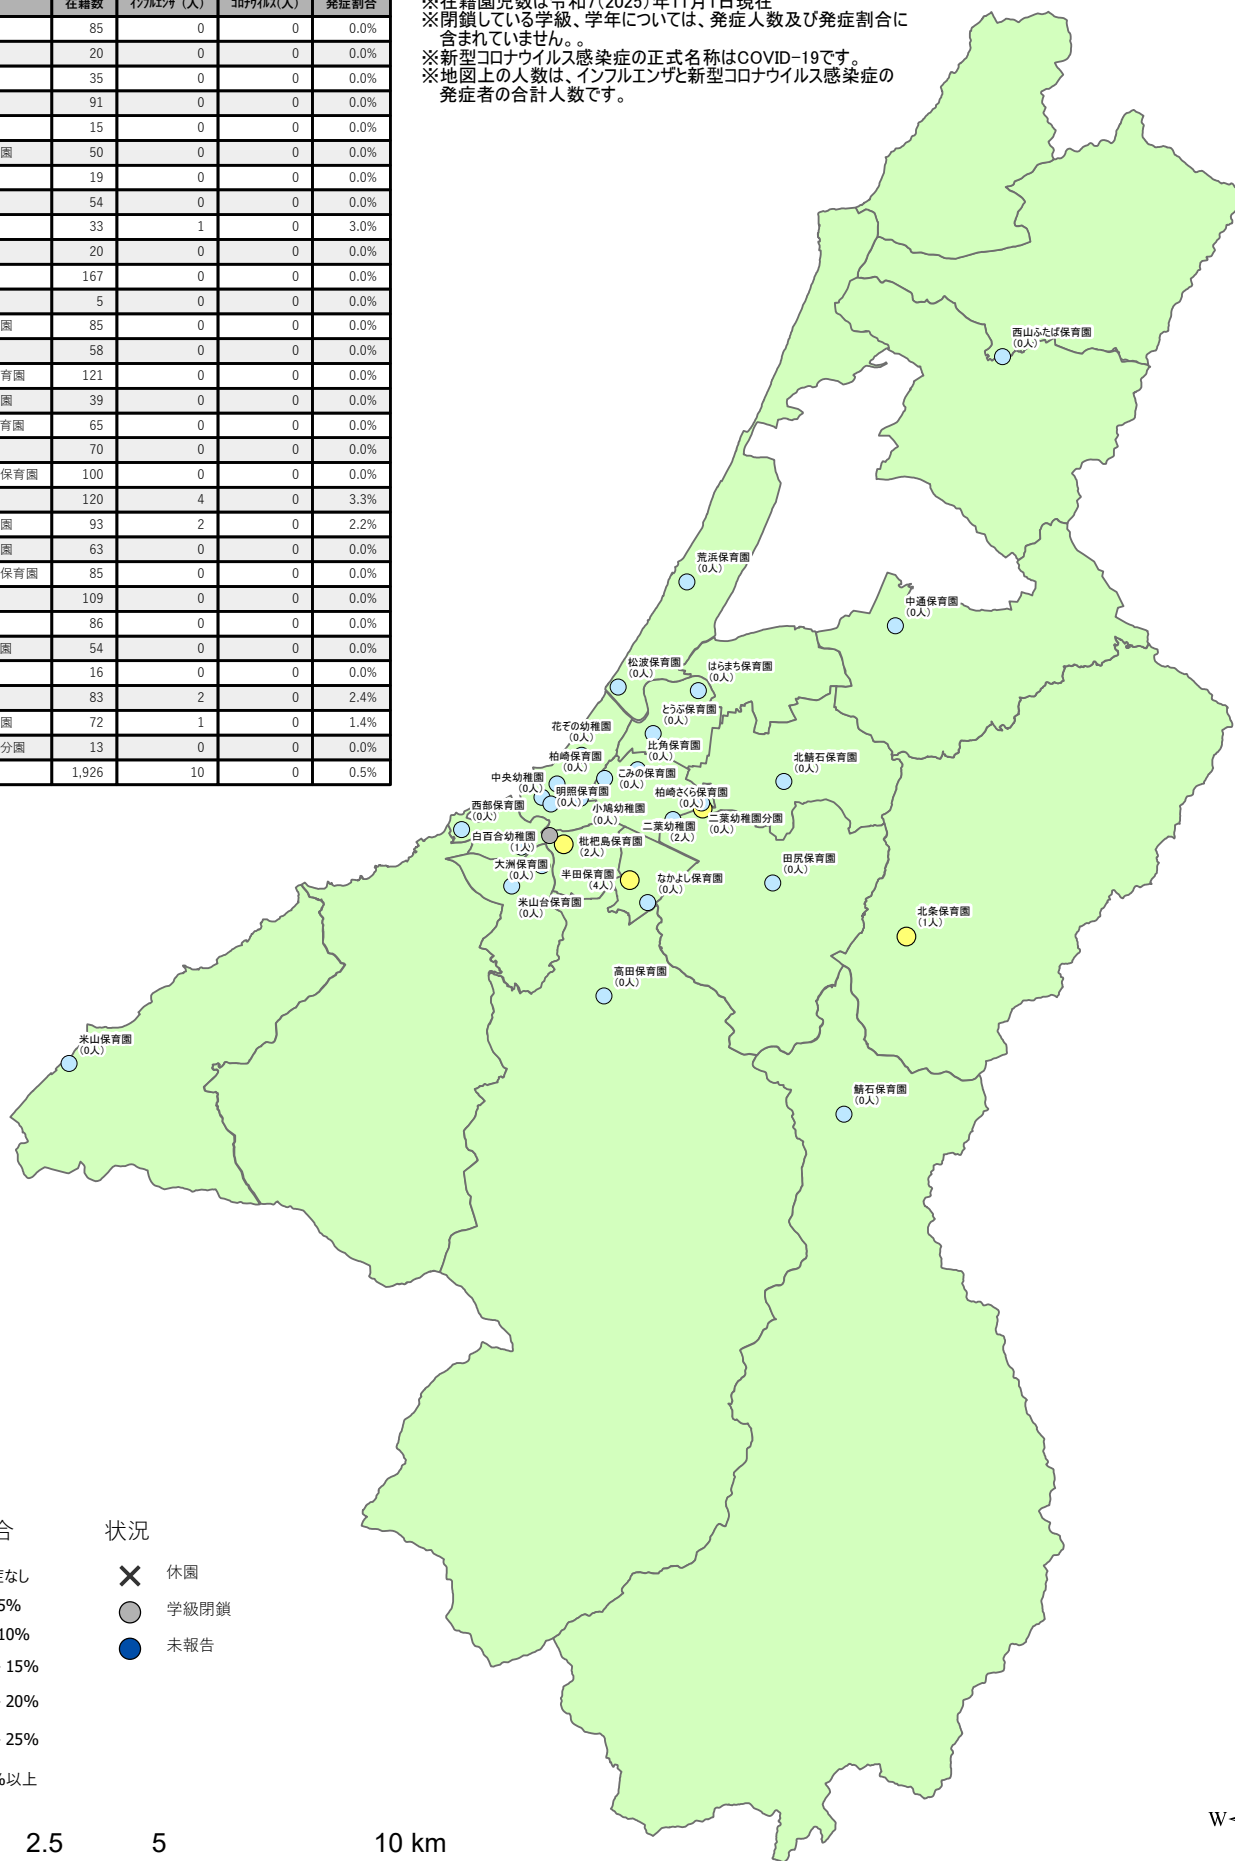 在籍数 ｲﾝﾌﾙｴﾝｻﾞ (人) ｺﾛﾅｳｲﾙｽ(人) 発症割合
85 0 0 0.0%
20 0 0 0.0%
35 0 0 0.0%
91 0 0 0.0%
15 0 0 0.0%
園 50 0 0 0.0%
19 0 0 0.0%
54 0 0 0.0%
33 1 0 3.0%
20 0 0 0.0%
167 0 0 0.0%
5 0 0 0.0%
園 85 0 0 0.0%
58 0 0 0.0%
育園 121 0 0 0.0%
園 39 0 0 0.0%
育園 65 0 0 0.0%
70 0 0 0.0%
保育園 100 0 0 0.0%
120 4 0 3.3%
園 93 2 0 2.2%
園 63 0 0 0.0%
保育園 85 0 0 0.0%
109 0 0 0.0%
86 0 0 0.0%
園 54 0 0 0.0%
16 0 0 0.0%
83 2 0 2.4%
園 72 1 0 1.4%
分園 13 0 0 0.0%
1,926 10 0 0.5%
※在籍園児数は令和7(2025)年11月1日現在
※閉鎖している学級、学年については、発症人数及び発症割合に
含まれていません。。
※新型コロナウイルス感染症の正式名称はCOVID-19です。
※地図上の人数は、インフルエンザと新型コロナウイルス感染症の
発症者の合計人数です。
西山ふたば保育園
(0人)
荒浜保育園
(0人)
中通保育園
(0人)
松波保育園
(0人)
はらまち保育園
(0人)
とうぶ保育園
(0人)
花ぞの幼稚園
(0人)
比角保育園
(0人)
柏崎保育園
(0人)
北鯖石保育園
(0人)
こみの保育園
(0人)
中央幼稚園
(0人)
明照保育園
(0人)
柏崎さくら保育園
(0人)
西部保育園
(0人)
小鳩幼稚園
(0人)
二葉幼稚園分園
(0人)
二葉幼稚園
(2人)
白百合幼稚園
(1人)
枇杷島保育園
(2人)
田尻保育園
(0人)
大洲保育園
(0人)
半田保育園
(4人)
なかよし保育園
(0人)
米山台保育園
(0人)
北条保育園
(1人)
高田保育園
(0人)
米山保育園
(0人)
鯖石保育園
(0人)
合
症なし
5%
10%
15%
20%
25%
%以上
状況
休園
学級閉鎖
未報告
2.5 5 10 km
W